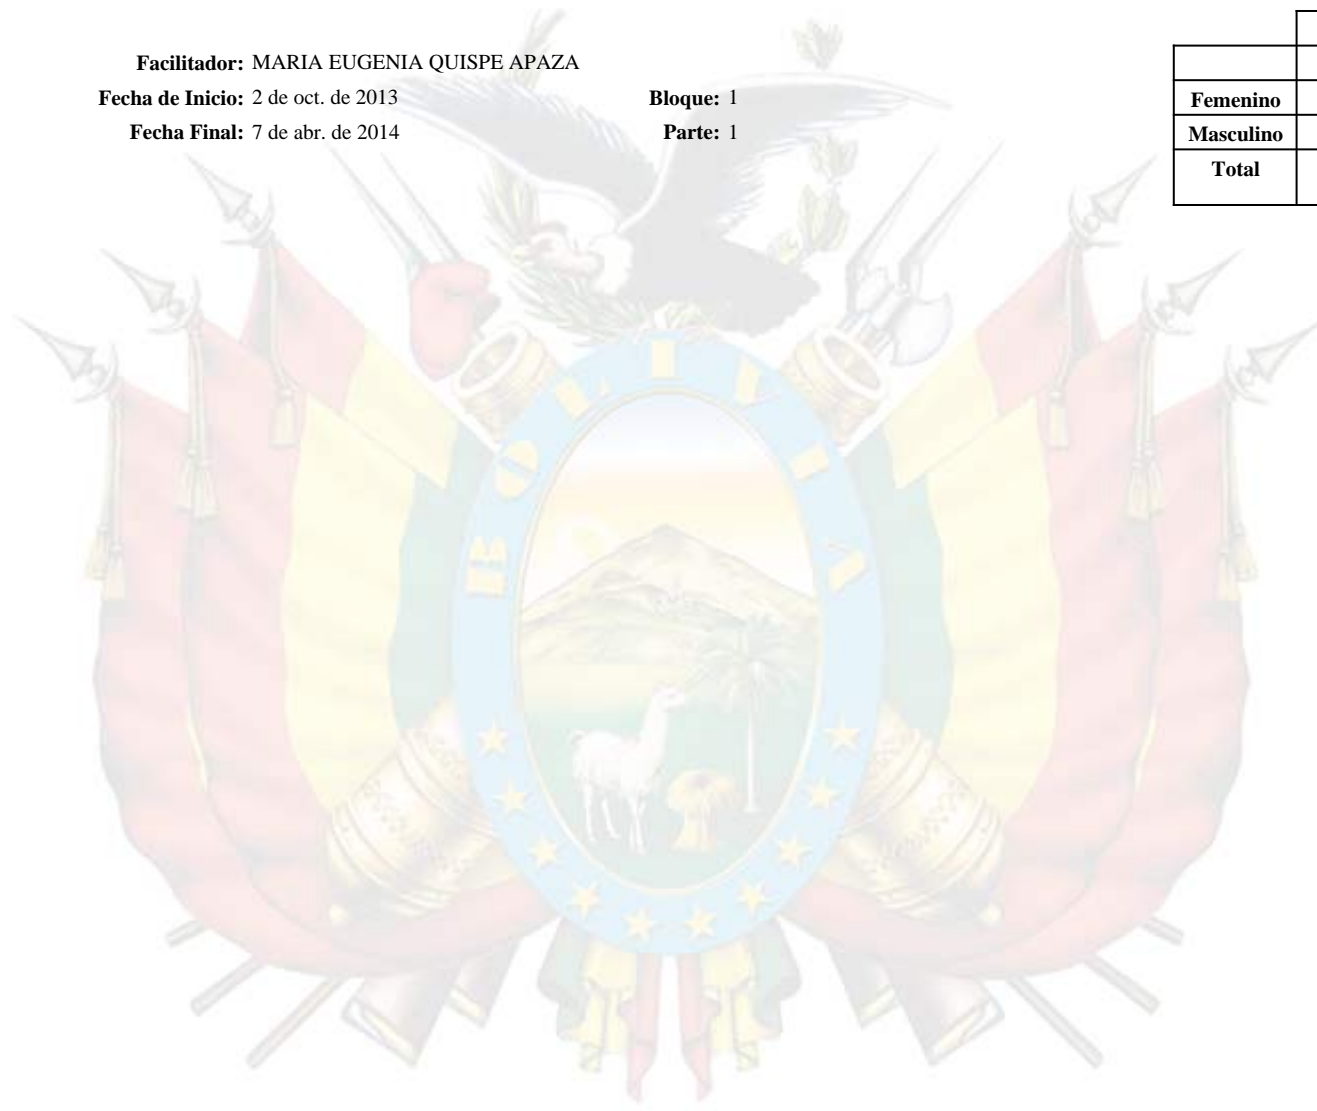 Facilitador: MARIA EUGENIA QUISPE APAZA
Fecha de Inicio: 2 de oct. de 2013 Bloque: 1
Fecha Final: 7 de abr. de 2014 Parte: 1
Femenino
Masculino
Total
BOLIVIA